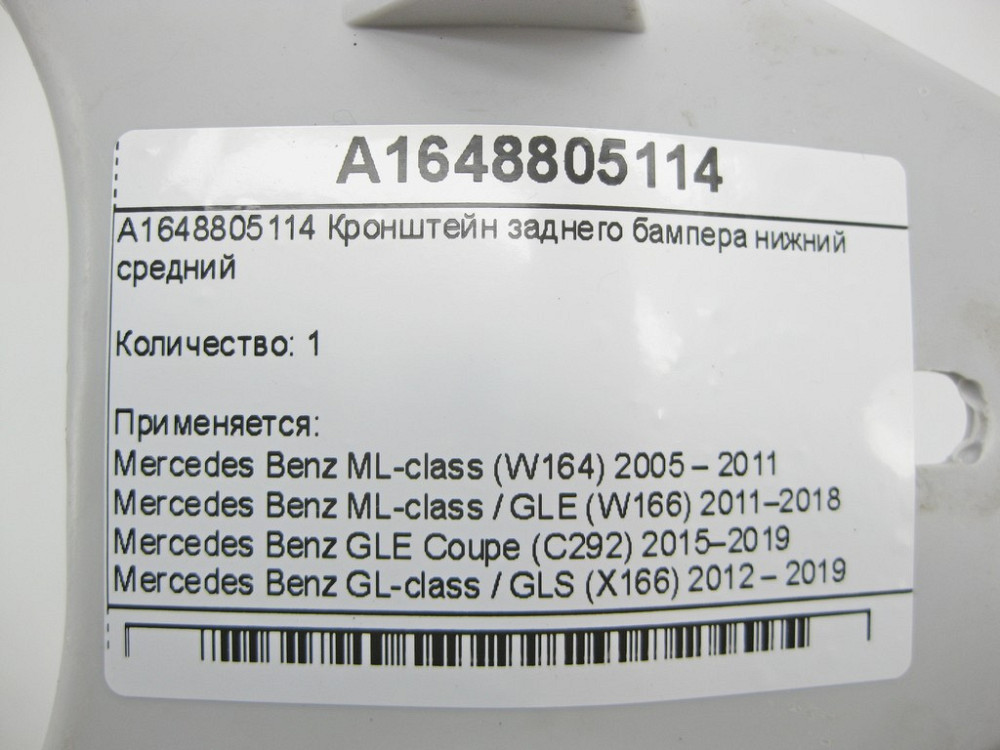 A1648805114
A1648805114 Кронштейн заднего бампера нижний
средний
Количество: 1
Применяется:
Mercedes Benz ML-class (W164) 2005 – 2011
Mercedes Benz ML-class / GLE (W166) 2011–2018
Mercedes Benz GLE Coupe (C292) 2015–2019
Mercedes Benz GL-class / GLS (X166) 2012 – 2019